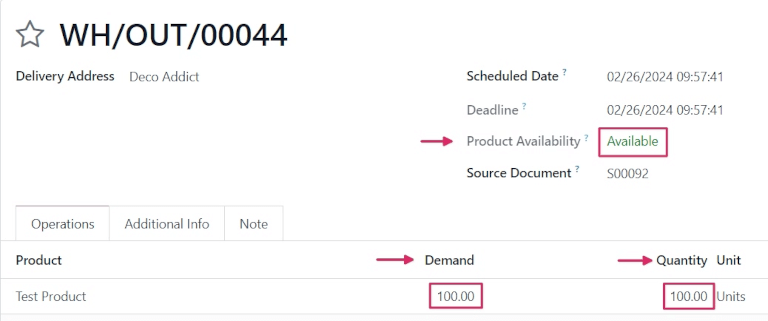 WH/OUT/00044
Delivery Address Deco Addict
Scheduled Date ? 02/26/2024 09:57:41
Deadline ? 02/26/2024 09:57:41
Product Availability ? Available
Source Document ? S00092
Operations Additional Info Note
Product Demand Quantity Unit
Test Product 100.00 100.00 Units